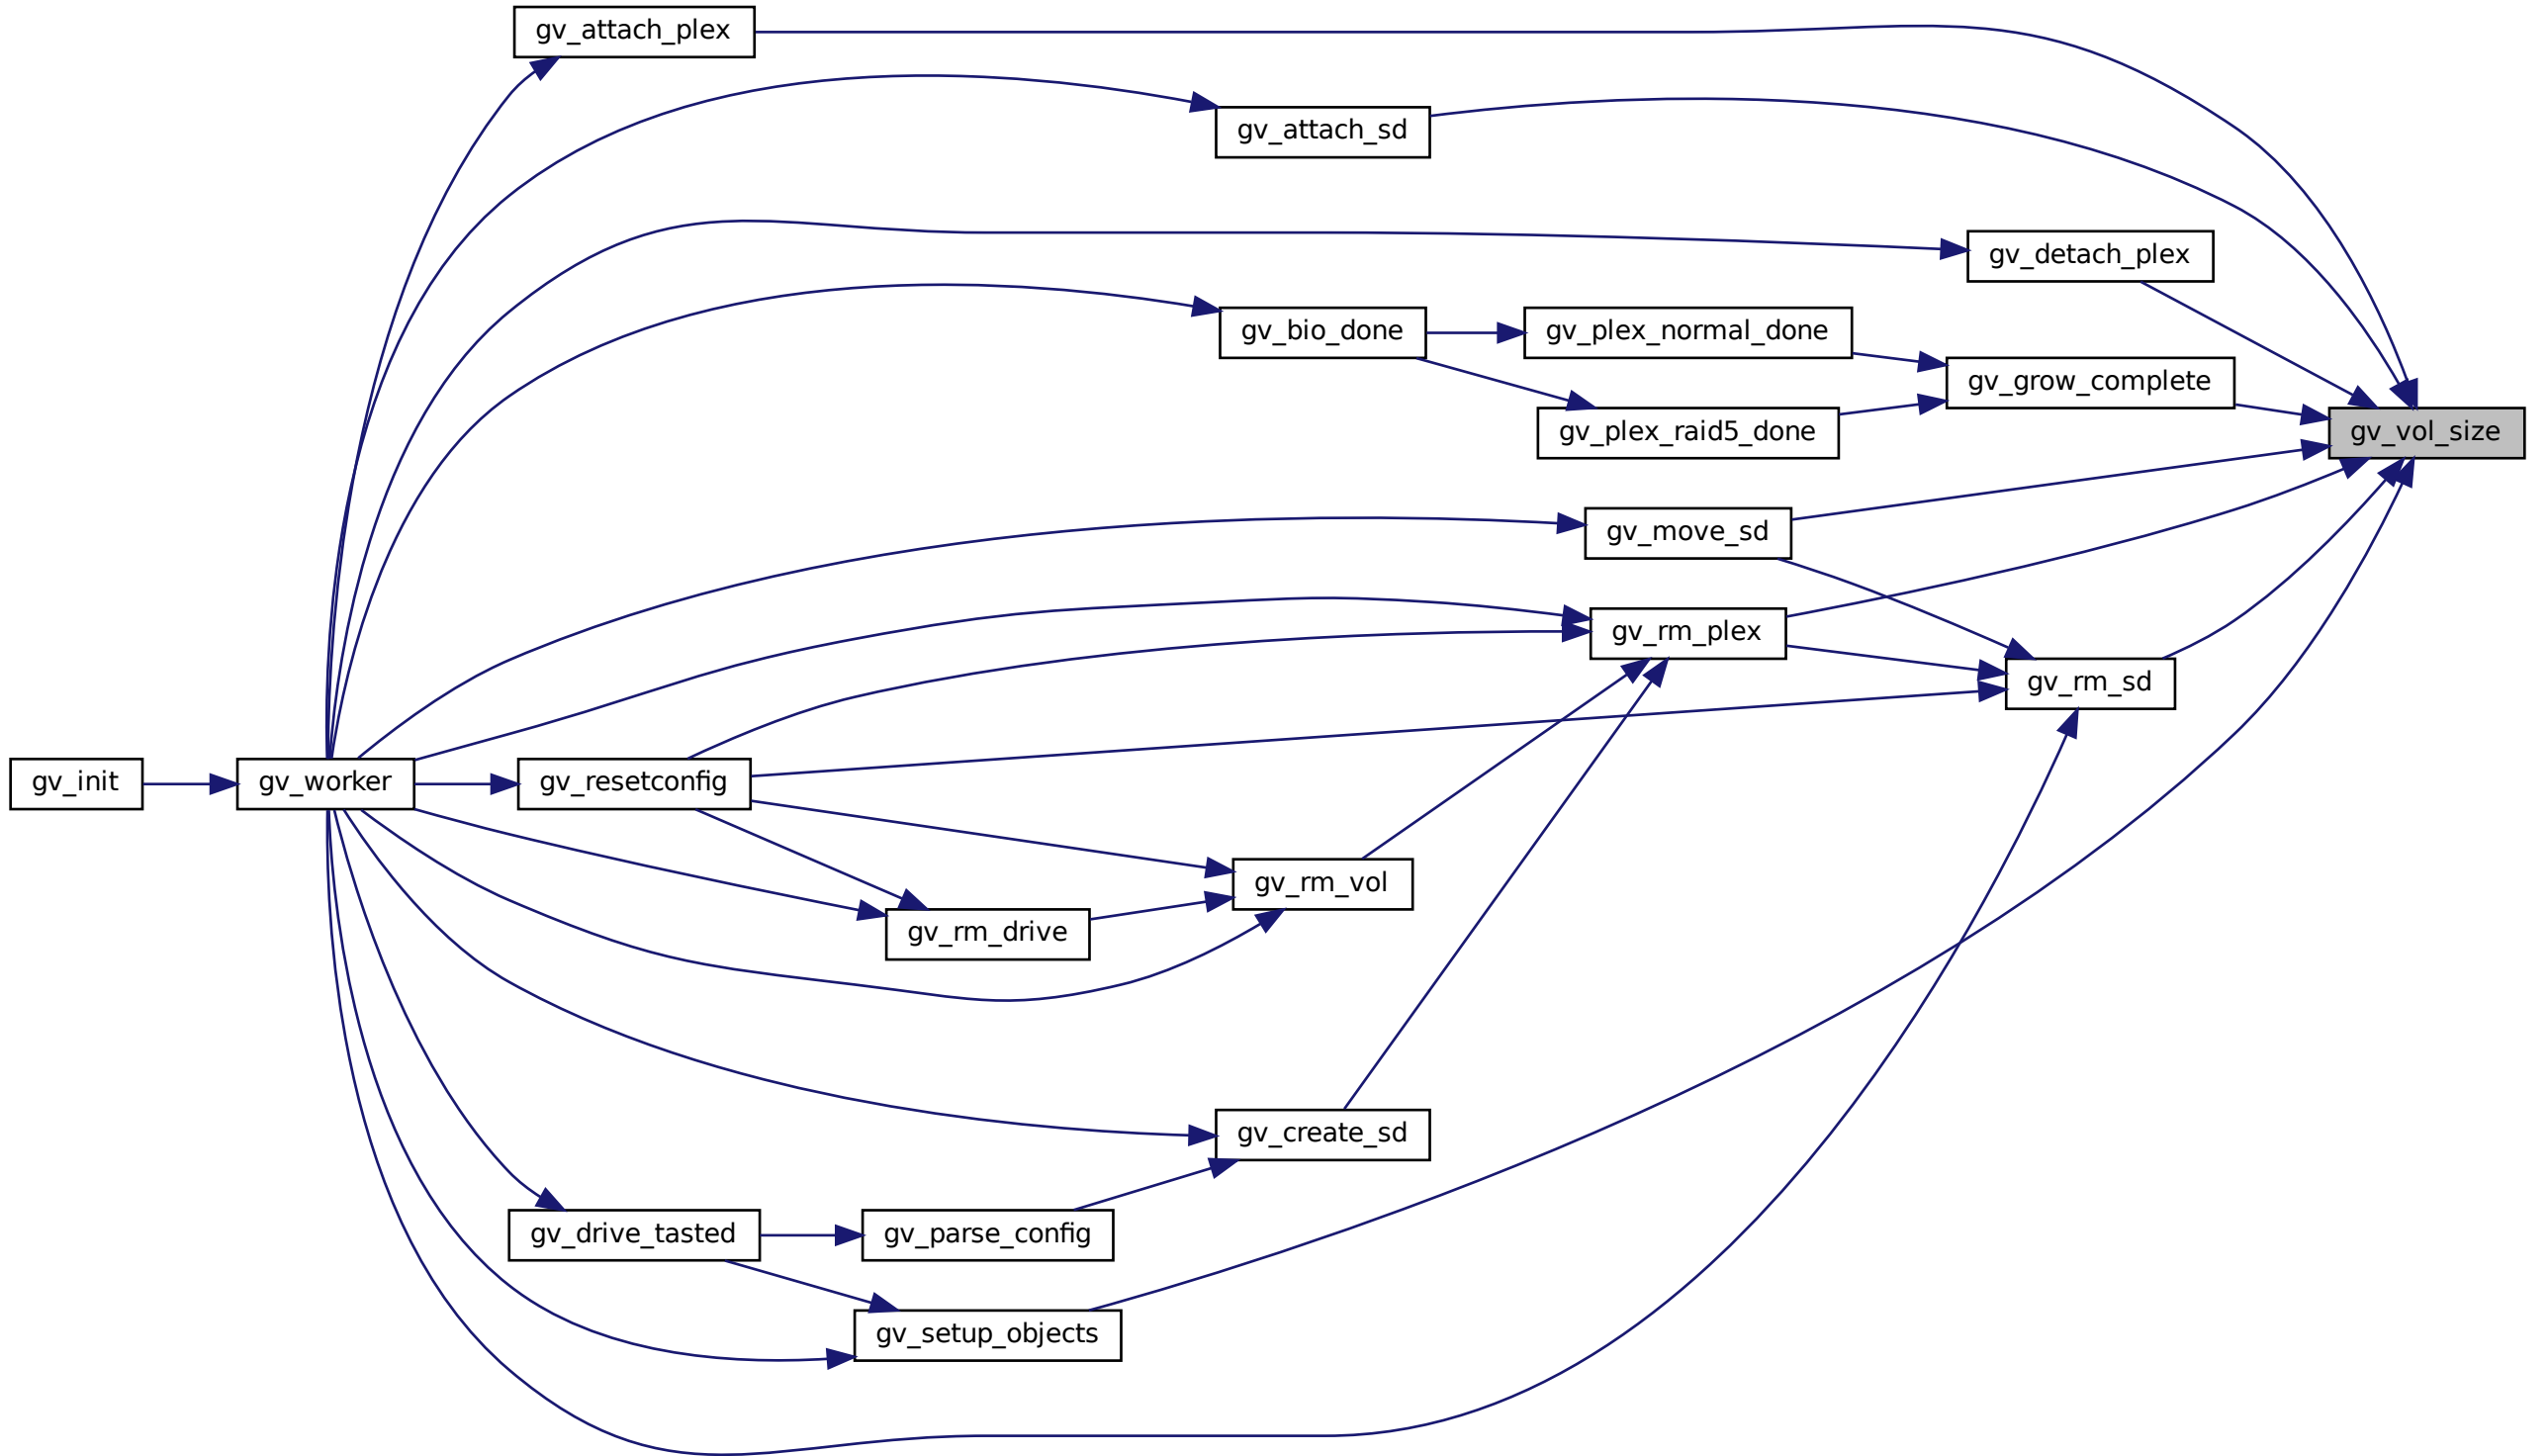 gv_attach_plex
gv_attach_sd
gv_detach_plex
gv_bio_done
gv_plex_normal_done
gv_grow_complete
gv_plex_raid5_done
gv_vol_size
gv_move_sd
gv_rm_plex
gv_rm_sd
gv_init
gv_worker
gv_resetconfig
gv_rm_vol
gv_rm_drive
gv_create_sd
gv_drive_tasted
gv_parse_config
gv_setup_objects